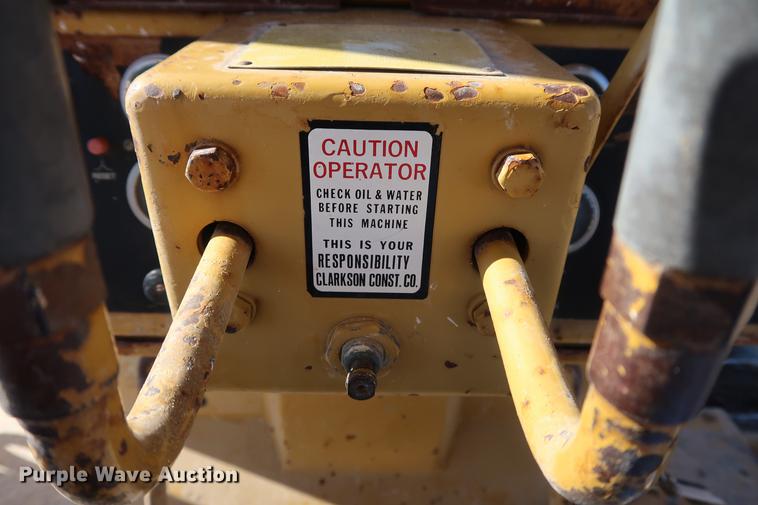 CAUTION
OPERATOR
CHECK OIL & WATER
BEFORE STARTING
THIS MACHINE
THIS IS YOUR
RESPONSIBILITY
CLARKSON CONST. CO.
Purple Wave Auction